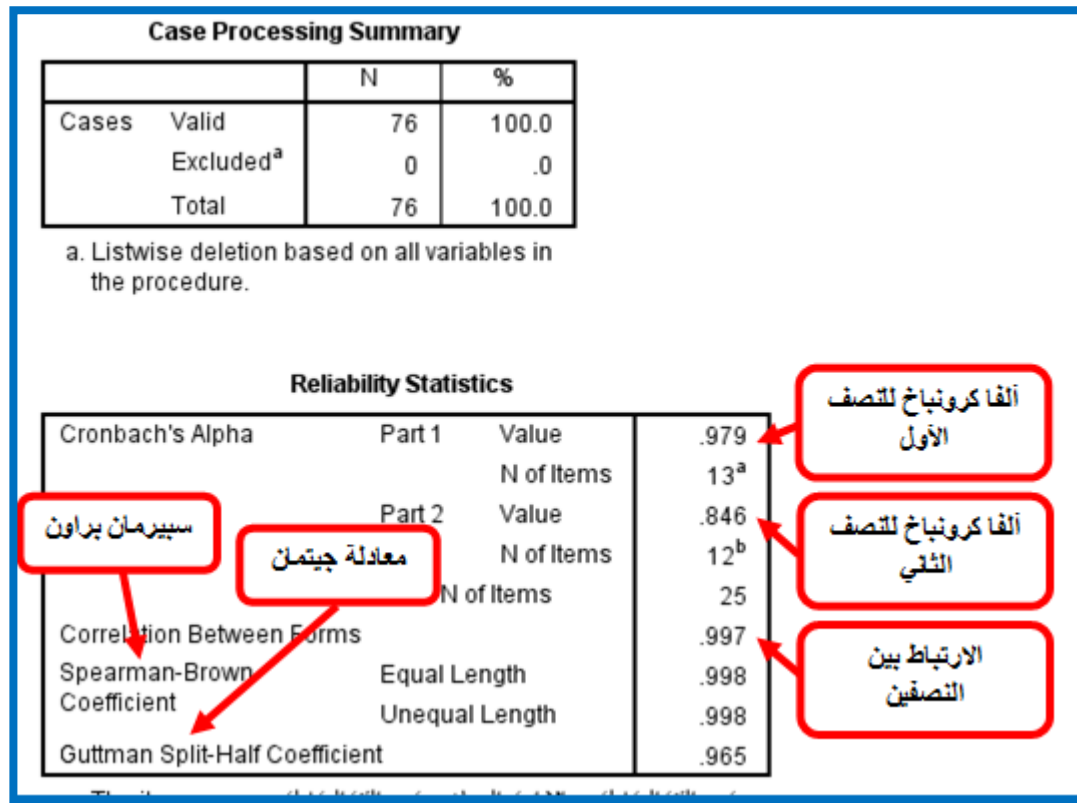 Case Processing Summary
N %
Cases Valid 76 100.0
Excludedᵃ 0 .0
Total 76 100.0
a. Listwise deletion based on all variables in
the procedure.
Reliability Statistics
Cronbach's Alpha Part 1 Value .979
N of Items 13ᵃ
Part 2 Value .846
N of Items 12ᵇ
N of Items 25
Correlation Between Forms .997
Spearman-Brown Equal Length .998
Coefficient Unequal Length .998
Guttman Split-Half Coefficient .965
ألفا كرونباخ للنصف
الأول
ألفا كرونباخ للنصف
الثاني
الارتباط بين
النصفين
سبيرمان براون
معادلة جيتمان